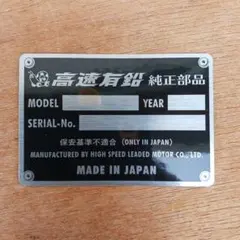 高速有鉛 純正部品
MODEL YEAR
SERIAL-No.
保安基準不適合 (ONLY IN JAPAN)
MANUFACTURED BY HIGH SPEED LEADED MOTOR CO., LTD.
MADE IN JAPAN